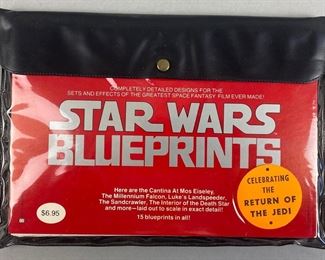 COMPLETELY DETAILED DESIGNS FOR THE
SETS AND EFFECTS OF THE GREATEST SPACE FANTASY FILM EVER MADE!
STAR WARS
BLUEPRINTS
Here are the Cantina At Mos Eiseley,
The Millennium Falcon, Luke's Landspeeder,
The Sandcrawler, The Interior of the Death Star
and more—laid out to scale in exact detail!
15 blueprints in all!
$6.95
CELEBRATING
THE
RETURN OF
THE JEDI